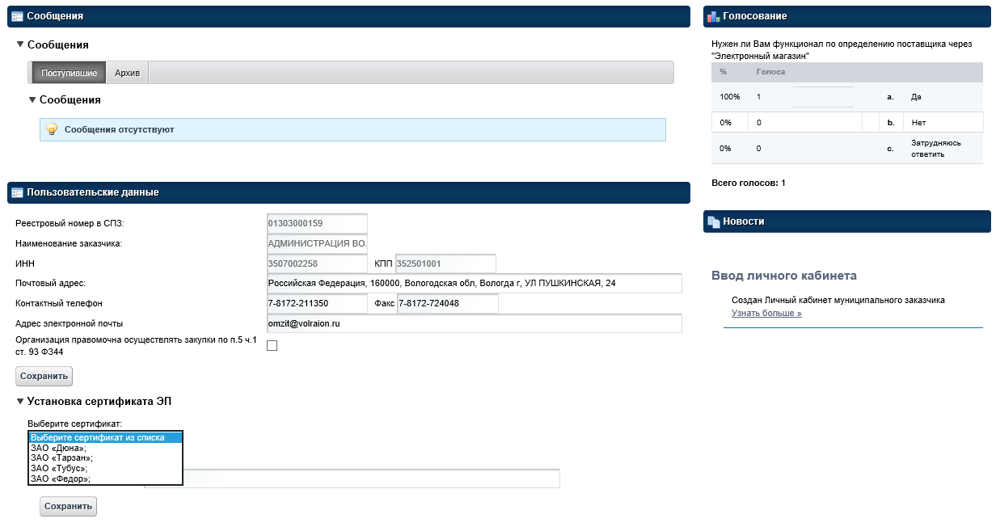 Сообщения
Сообщения
Поступившие Архив
Сообщения
Сообщения отсутствуют
Пользовательские данные
Реестровый номер в СПЗ: 01303000159
Наименование заказчика: АДМИНИСТРАЦИЯ ВО.
ИНН 3507002258 КПП 352501001
Почтовый адрес: Российская Федерация, 160000, Вологодская обл, Вологда г, УЛ ПУШКИНСКАЯ, 24
Контактный телефон 7-8172-211350 Факс 7-8172-724048
Адрес электронной почты omzit@volraion.ru
Организация правомочна осуществлять закупки по п.5 ч.1
ст. 93 ФЗ44
Сохранить
Установка сертификата ЭП
Выберите сертификат:
Выберите сертификат из списка
ЗАО «Дюна»;
ЗАО «Тарзан»;
ЗАО «Тубус»;
ЗАО «Федор»;
Сохранить
Голосование
Нужен ли Вам функционал по определению поставщика через
"Электронный магазин"
% Голоса
100% 1 a. Да
0% 0 b. Нет
0% 0 c. Затрудняюсь
ответить
Всего голосов: 1
Новости
Ввод личного кабинета
Создан Личный кабинет муниципального заказчика
Узнать больше »